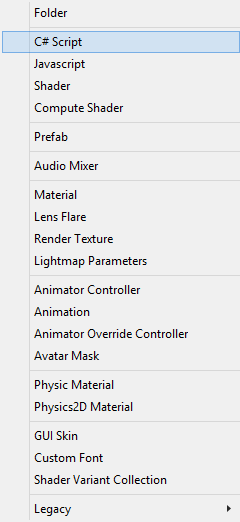 Folder
C# Script
Javascript
Shader
Compute Shader
Prefab
Audio Mixer
Material
Lens Flare
Render Texture
Lightmap Parameters
Animator Controller
Animation
Animator Override Controller
Avatar Mask
Physic Material
Physics2D Material
GUI Skin
Custom Font
Shader Variant Collection
Legacy